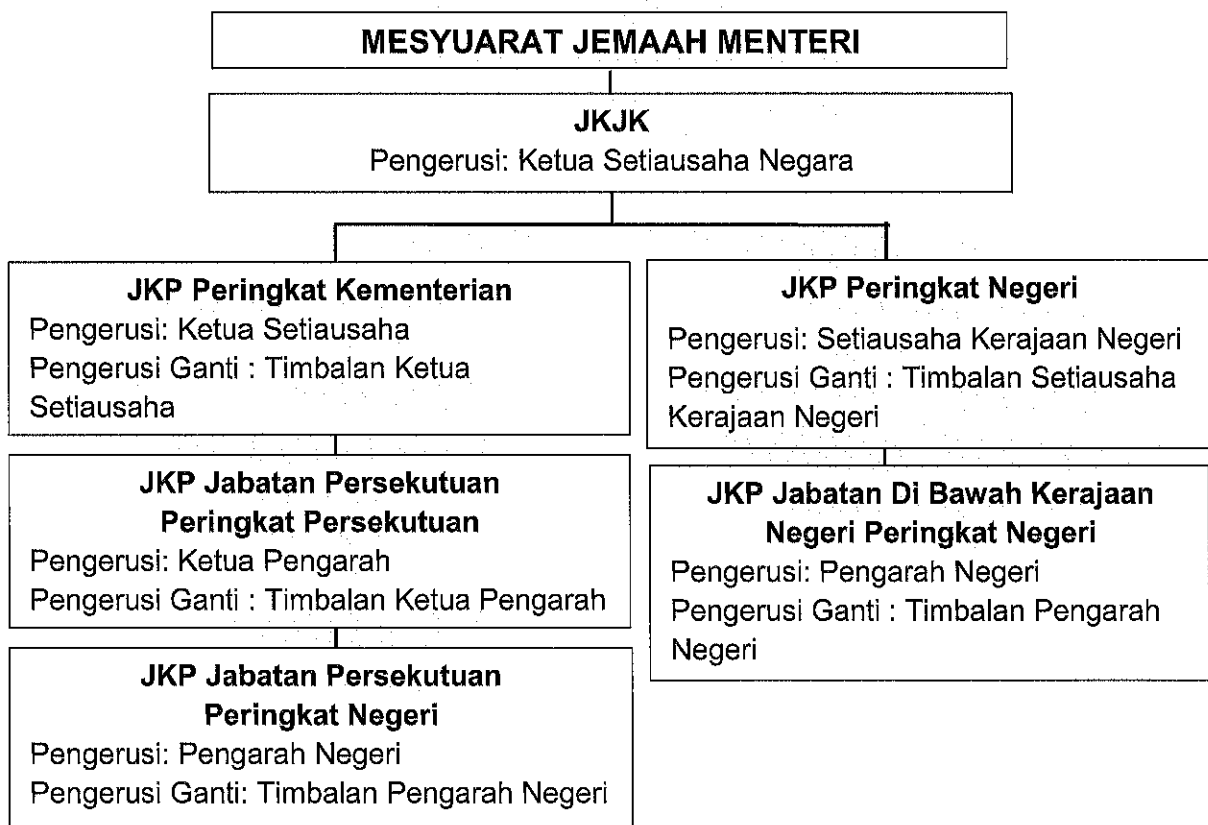 MESYUARAT JEMAAH MENTERI
JKJK
Pengerusi: Ketua Setiausaha Negara
JKP Peringkat Kementerian
Pengerusi: Ketua Setiausaha
Pengerusi Ganti : Timbalan Ketua
Setiausaha
JKP Peringkat Negeri
Pengerusi: Setiausaha Kerajaan Negeri
Pengerusi Ganti : Timbalan Setiausaha
Kerajaan Negeri
JKP Jabatan Persekutuan
Peringkat Persekutuan
Pengerusi: Ketua Pengarah
Pengerusi Ganti : Timbalan Ketua Pengarah
JKP Jabatan Di Bawah Kerajaan
Negeri Peringkat Negeri
Pengerusi: Pengarah Negeri
Pengerusi Ganti : Timbalan Pengarah
Negeri
JKP Jabatan Persekutuan
Peringkat Negeri
Pengerusi: Pengarah Negeri
Pengerusi Ganti: Timbalan Pengarah Negeri